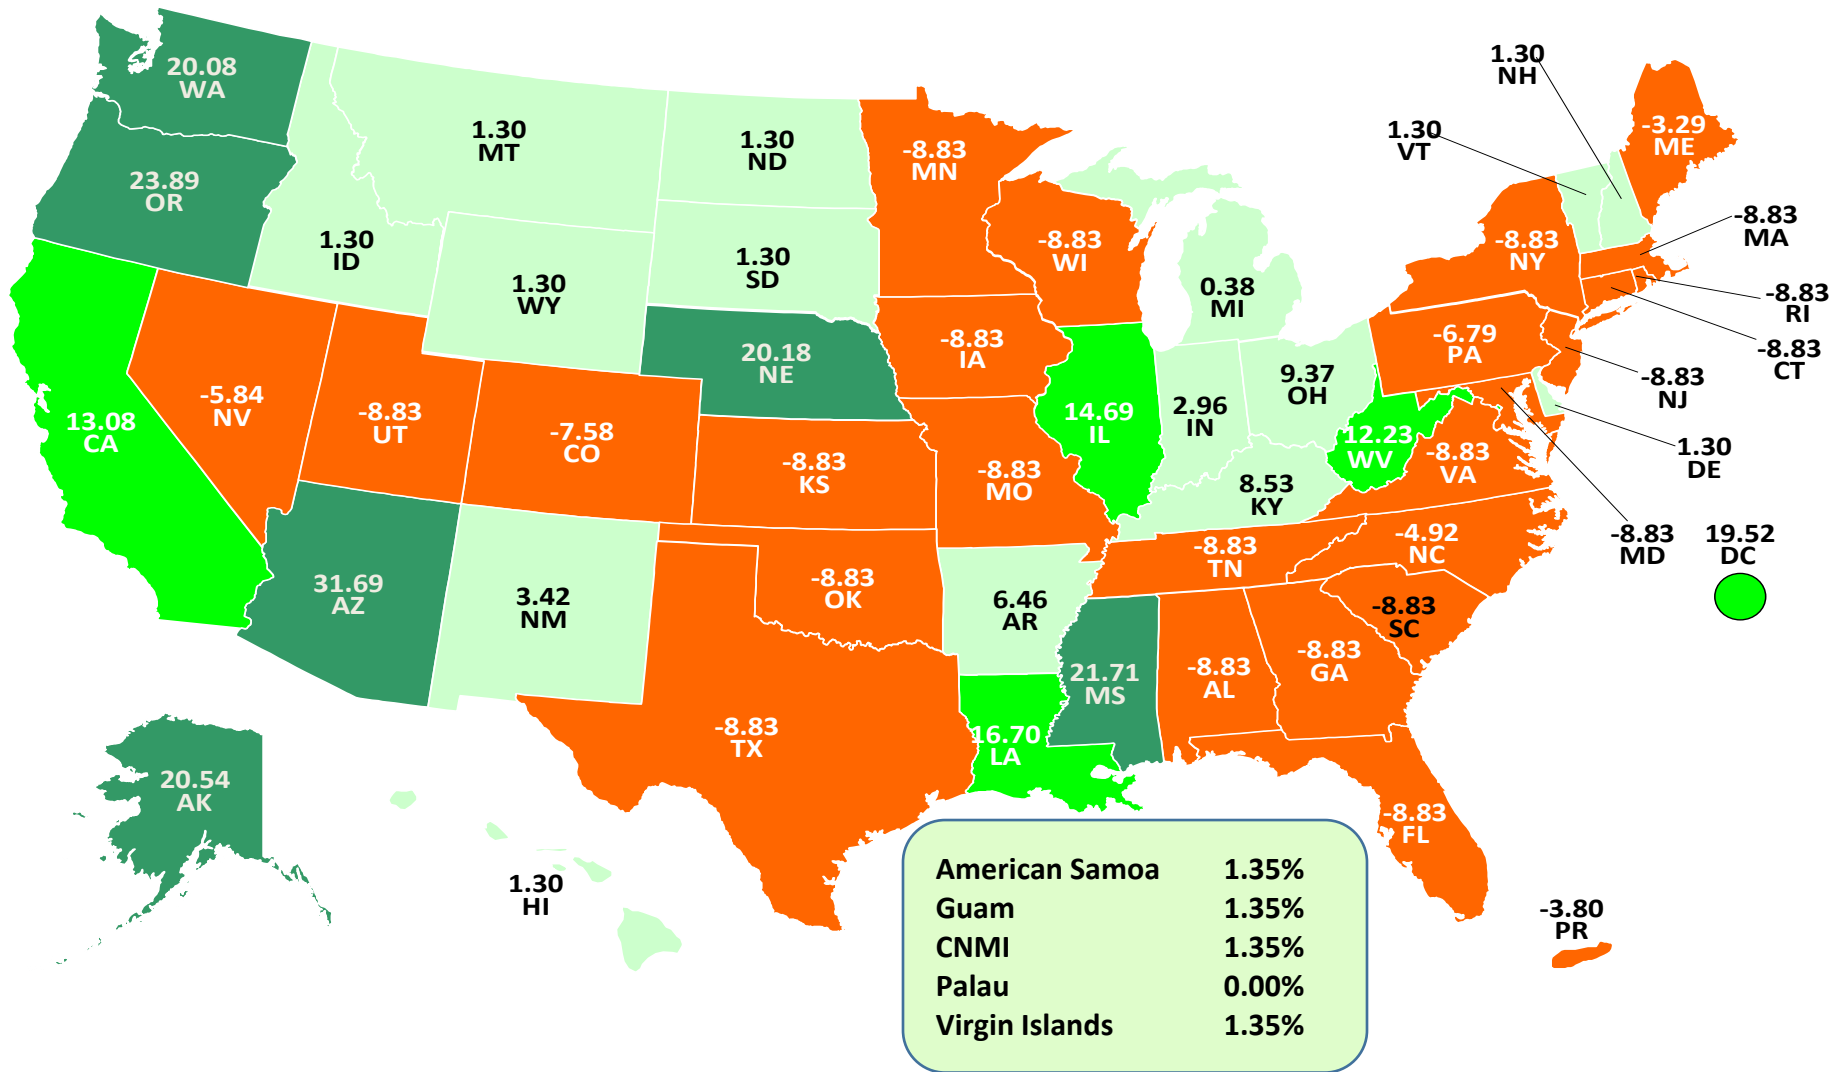 1.30
NH
20.08
WA
1.30
MT
1.30
ND
-8.83
MN
1.30
VT
-3.29
ME
23.89
OR
1.30
ID
1.30
WY
1.30
SD
-8.83
WI
0.38
MI
-8.83
NY
-8.83
MA
-8.83
RI
-8.83
CT
-5.84
NV
-8.83
UT
-7.58
CO
20.18
NE
-8.83
IA
14.69
IL
2.96
IN
9.37
OH
-6.79
PA
-8.83
NJ
13.08
CA
-8.83
KS
-8.83
MO
8.53
KY
12.23
WV
-8.83
VA
1.30
DE
-8.83
MD
19.52
DC
31.69
AZ
3.42
NM
-8.83
OK
6.46
AR
-8.83
TN
-4.92
NC
-8.83
SC
-8.83
TX
16.70
LA
21.71
MS
-8.83
AL
-8.83
GA
-8.83
FL
20.54
AK
1.30
HI
-3.80
PR
American Samoa 1.35%
Guam 1.35%
CNMI 1.35%
Palau 0.00%
Virgin Islands 1.35%